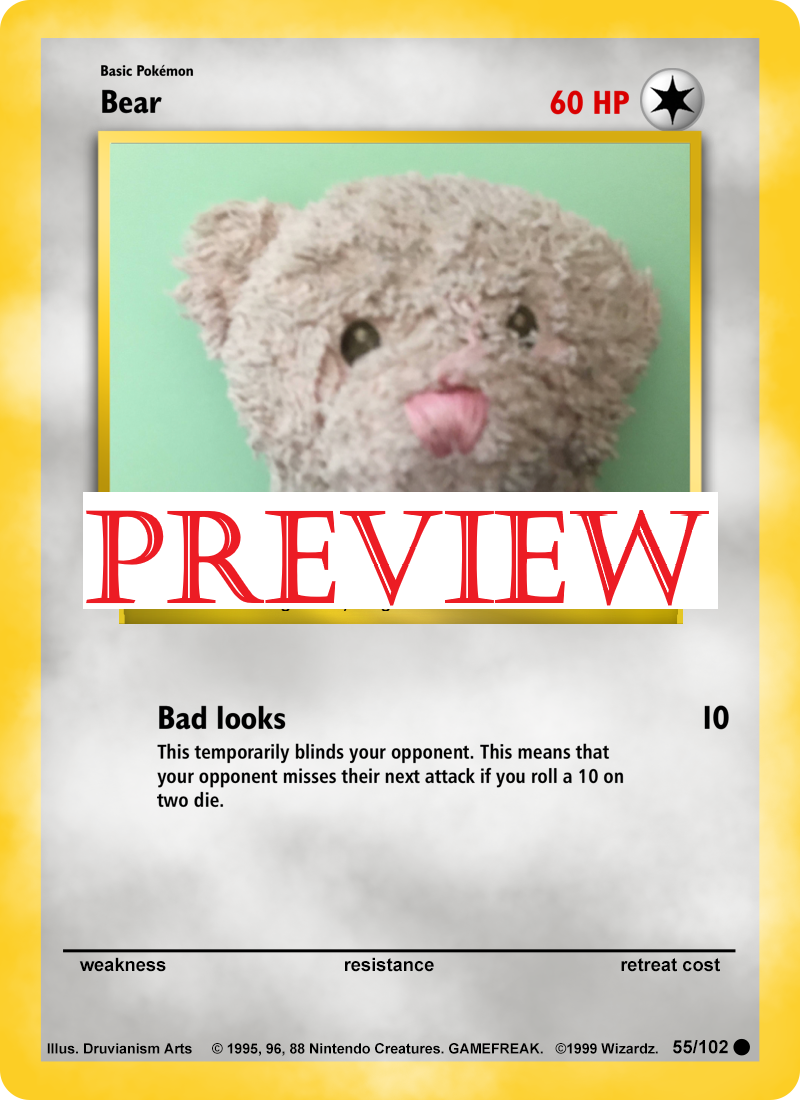 Basic Pokémon
Bear
60 HP
PREVIEW
Bad looks
10
This temporarily blinds your opponent. This means that
your opponent misses their next attack if you roll a 10 on
two die.
weakness resistance retreat cost
Illus. Druvianism Arts © 1995, 96, 88 Nintendo Creatures. GAMEFREAK. ©1999 Wizardz. 55/102